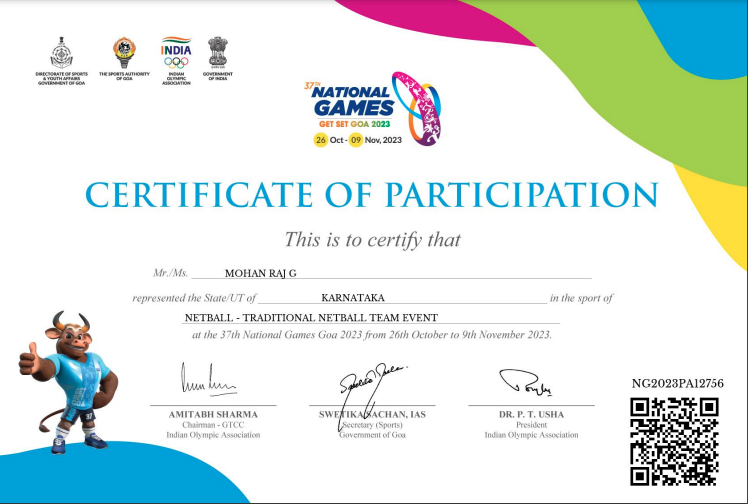 DIRECTORATE OF SPORTS
& YOUTH AFFAIRS
GOVERNMENT OF GOA
THE SPORTS AUTHORITY
OF GOA
INDIA
INDIAN
OLYMPIC
ASSOCIATION
GOVERNMENT
OF INDIA
37TH
NATIONAL
GAMES
GET SET GOA 2023
26 Oct - 09 Nov, 2023
CERTIFICATE OF PARTICIPATION
This is to certify that
Mr./Ms. MOHAN RAJ G
represented the State/UT of KARNATAKA in the sport of
NETBALL - TRADITIONAL NETBALL TEAM EVENT
at the 37th National Games Goa 2023 from 26th October to 9th November 2023.
AMITABH SHARMA
Chairman - GTCC
Indian Olympic Association
SWETIKA SACHAN, IAS
Secretary (Sports)
Government of Goa
DR. P. T. USHA
President
Indian Olympic Association
NG2023PA12756
37